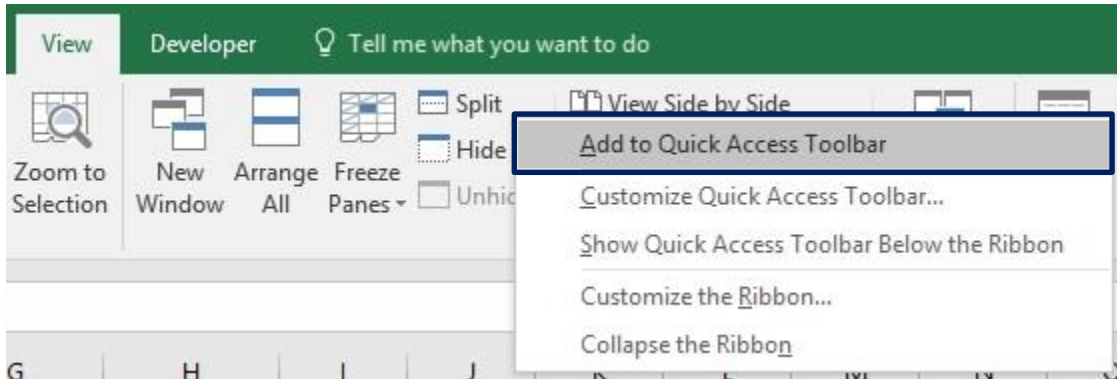 View Developer Tell me what you want to do
Split View Side by Side
Add to Quick Access Toolbar
Hide
Zoom to New Arrange Freeze
Customize Quick Access Toolbar...
Selection Window All Panes
Show Quick Access Toolbar Below the Ribbon
Customize the Ribbon...
Collapse the Ribbon
G H I J K L M N